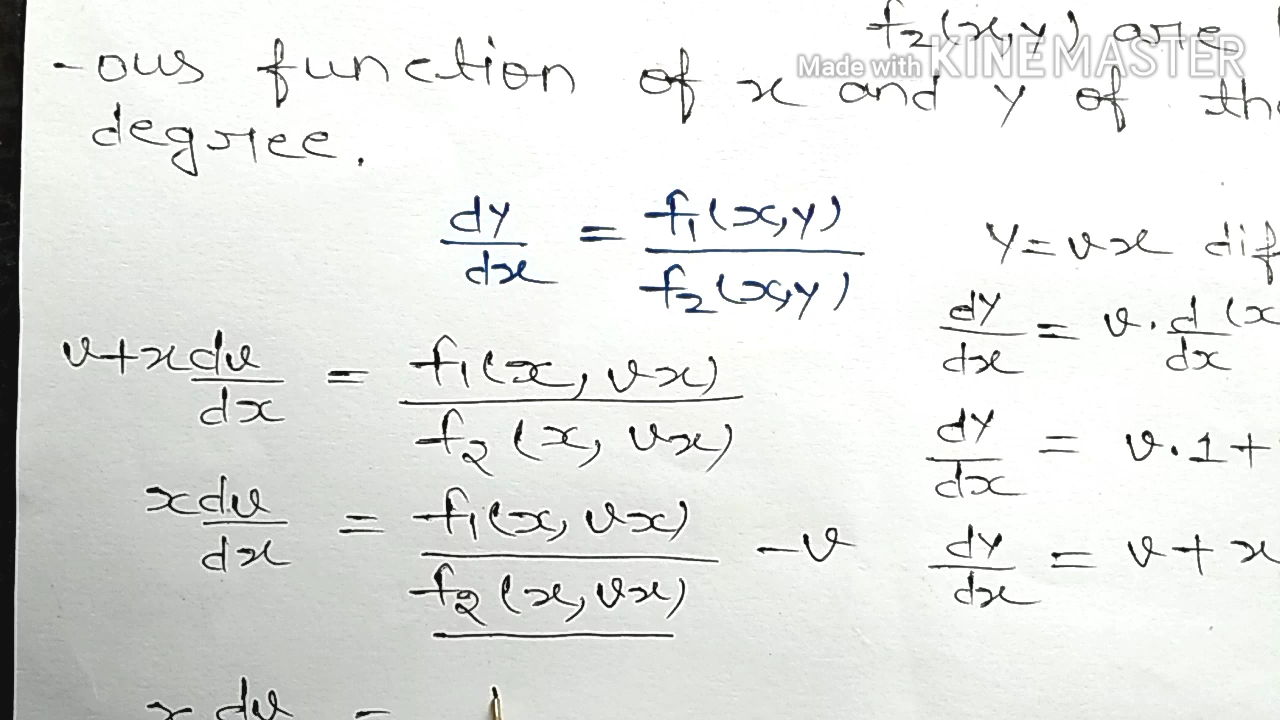 f₂(x,y) are
-ous function of x and y of the
degree.
Made with KINEMASTER
dy/dx = f₁(x,y)/f₂(x,y)
y=vx dif
dy/dx = v.d/dx (x
v+x dv/dx = f₁(x, vx)/f₂(x, vx)
dy/dx = v.1+
x dv/dx = f₁(x, vx)/f₂(x, vx) -v
dy/dx = v+x
x dv =